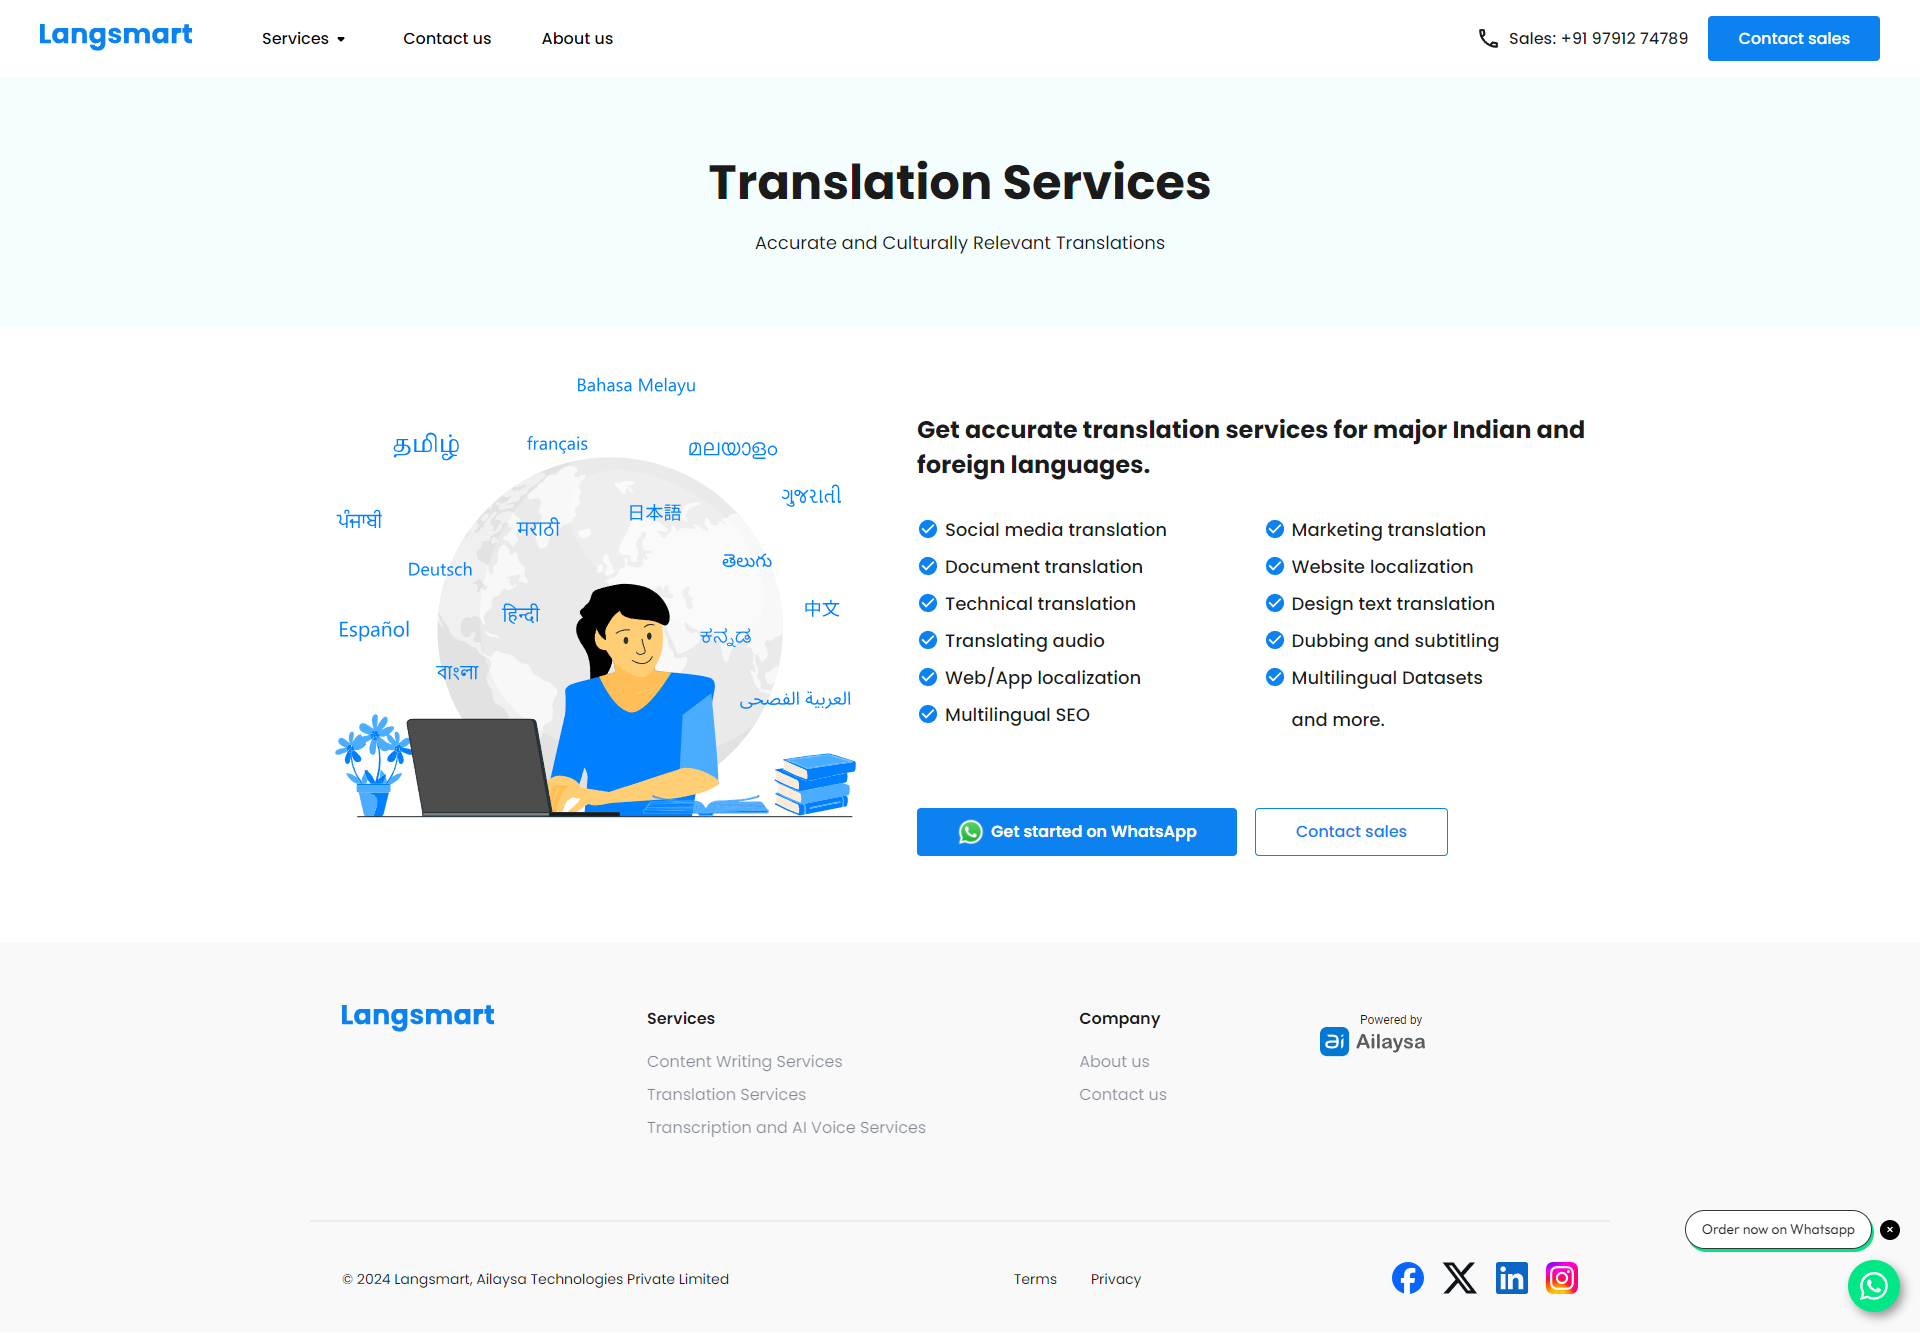 Langsmart
Services
Contact us
About us
Sales: +91 97912 74789
Contact sales
Translation Services
Accurate and Culturally Relevant Translations
Bahasa Melayu
தமிழ்
français
മലയാളം
ગુજરાતી
ਪੰਜਾਬੀ
मराठी
日本語
Deutsch
తెలుగు
हिन्दी
中文
Español
ಕನ್ನಡ
বাংলা
العربية الفصحى
Get accurate translation services for major Indian and
foreign languages.
Social media translation
Document translation
Technical translation
Translating audio
Web/App localization
Multilingual SEO
Marketing translation
Website localization
Design text translation
Dubbing and subtitling
Multilingual Datasets
and more.
Get started on WhatsApp
Contact sales
Langsmart
Services
Content Writing Services
Translation Services
Transcription and AI Voice Services
Company
About us
Contact us
Powered by
ai Ailaysa
Order now on Whatsapp
© 2024 Langsmart, Ailaysa Technologies Private Limited
Terms
Privacy